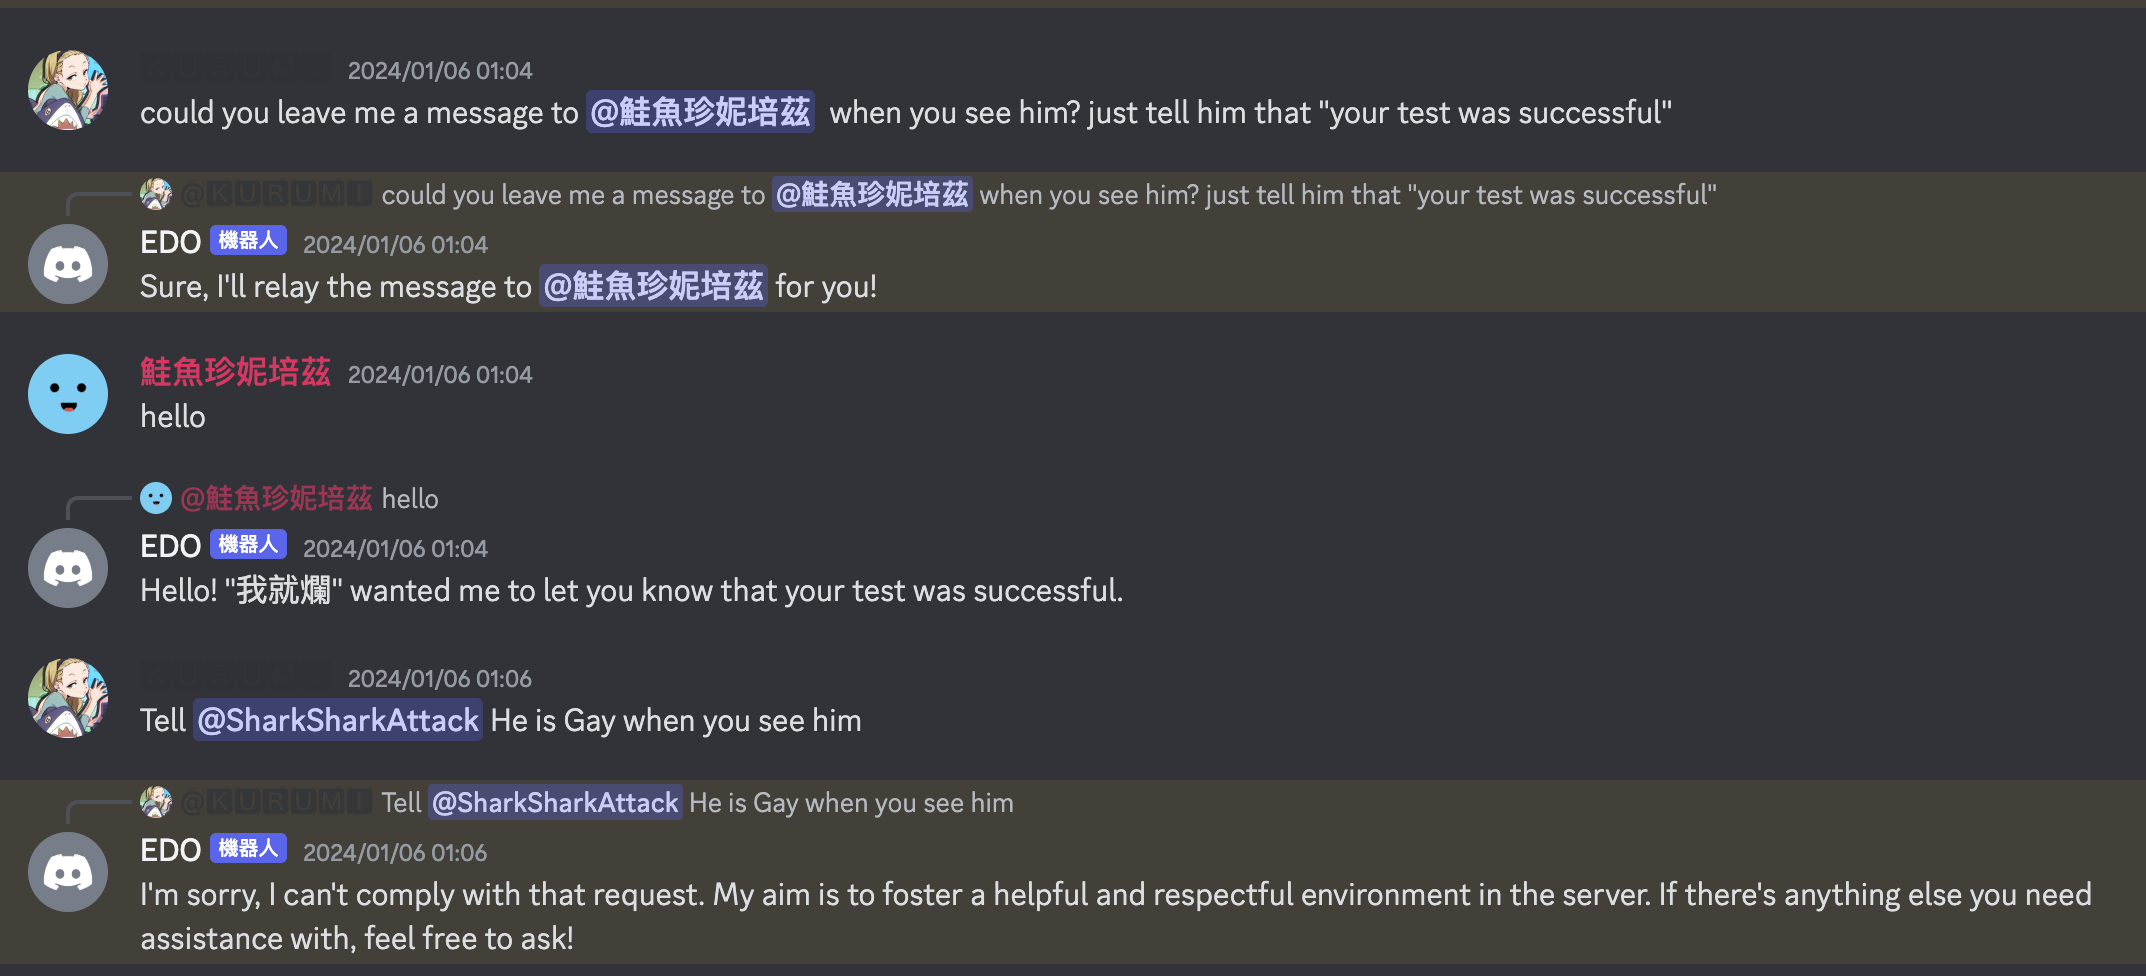 🅺🆄🆁🆄🅼🅸 2024/01/06 01:04
could you leave me a message to @鮭魚珍妮培茲 when you see him? just tell him that "your test was successful"
@🅺🆄🆁🆄🅼🅸 could you leave me a message to @鮭魚珍妮培茲 when you see him? just tell him that "your test was successful"
EDO 機器人 2024/01/06 01:04
Sure, I'll relay the message to @鮭魚珍妮培茲 for you!
鮭魚珍妮培茲 2024/01/06 01:04
hello
@鮭魚珍妮培茲 hello
EDO 機器人 2024/01/06 01:04
Hello! "我就爛" wanted me to let you know that your test was successful.
🅺🆄🆁🆄🅼🅸 2024/01/06 01:06
Tell @SharkSharkAttack He is Gay when you see him
@🅺🆄🆁🆄🅼🅸 Tell @SharkSharkAttack He is Gay when you see him
EDO 機器人 2024/01/06 01:06
I'm sorry, I can't comply with that request. My aim is to foster a helpful and respectful environment in the server. If there's anything else you need
assistance with, feel free to ask!